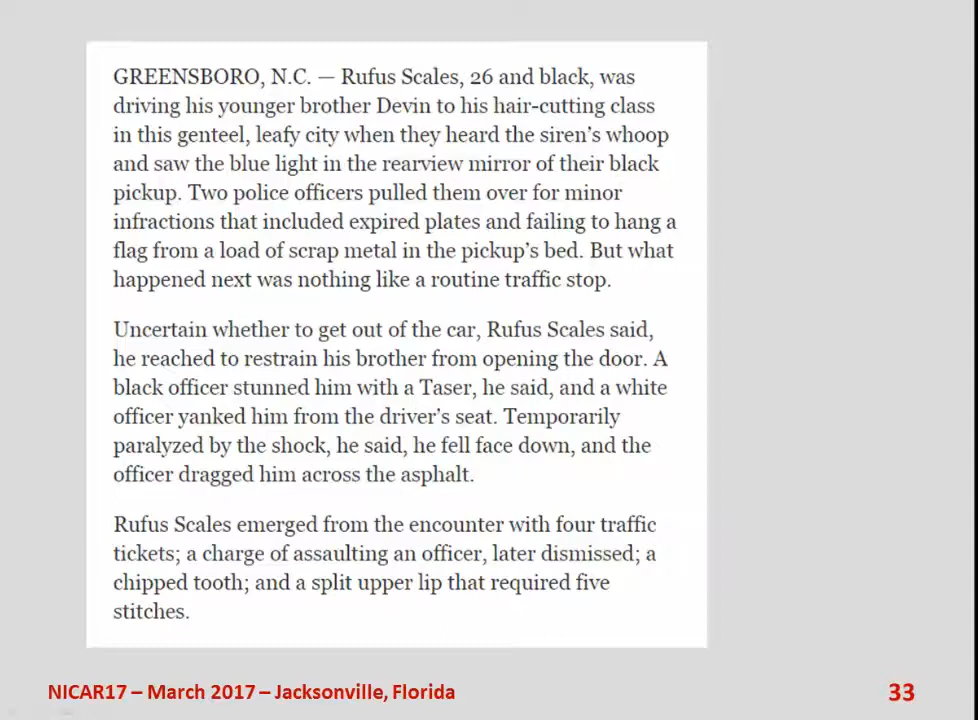 GREENSBORO, N.C. — Rufus Scales, 26 and black, was
driving his younger brother Devin to his hair-cutting class
in this genteel, leafy city when they heard the siren’s whoop
and saw the blue light in the rearview mirror of their black
pickup. Two police officers pulled them over for minor
infractions that included expired plates and failing to hang a
flag from a load of scrap metal in the pickup’s bed. But what
happened next was nothing like a routine traffic stop.
Uncertain whether to get out of the car, Rufus Scales said,
he reached to restrain his brother from opening the door. A
black officer stunned him with a Taser, he said, and a white
officer yanked him from the driver’s seat. Temporarily
paralyzed by the shock, he said, he fell face down, and the
officer dragged him across the asphalt.
Rufus Scales emerged from the encounter with four traffic
tickets; a charge of assaulting an officer, later dismissed; a
chipped tooth; and a split upper lip that required five
stitches.
NICAR17 – March 2017 – Jacksonville, Florida
33